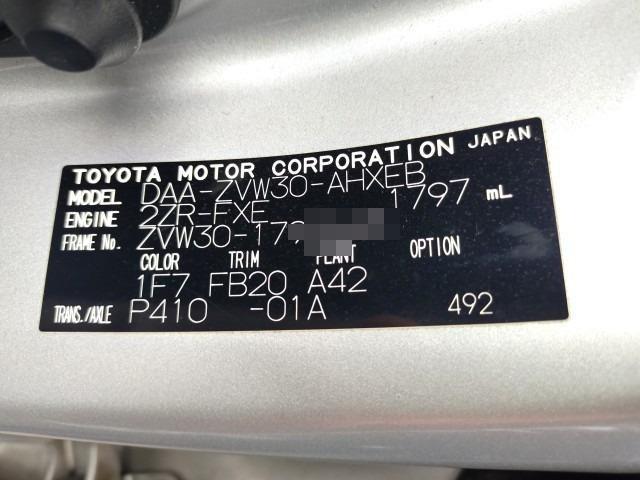 TOYOTA MOTOR CORPORATION JAPAN
MODEL DAA-ZVW30-AHXEB
ENGINE 2ZR-FXE 1797 mL
FRAME No. ZVW30-17
COLOR TRIM PLANT OPTION
1F7 FB20 A42
TRANS./AXLE P410 -01A 492